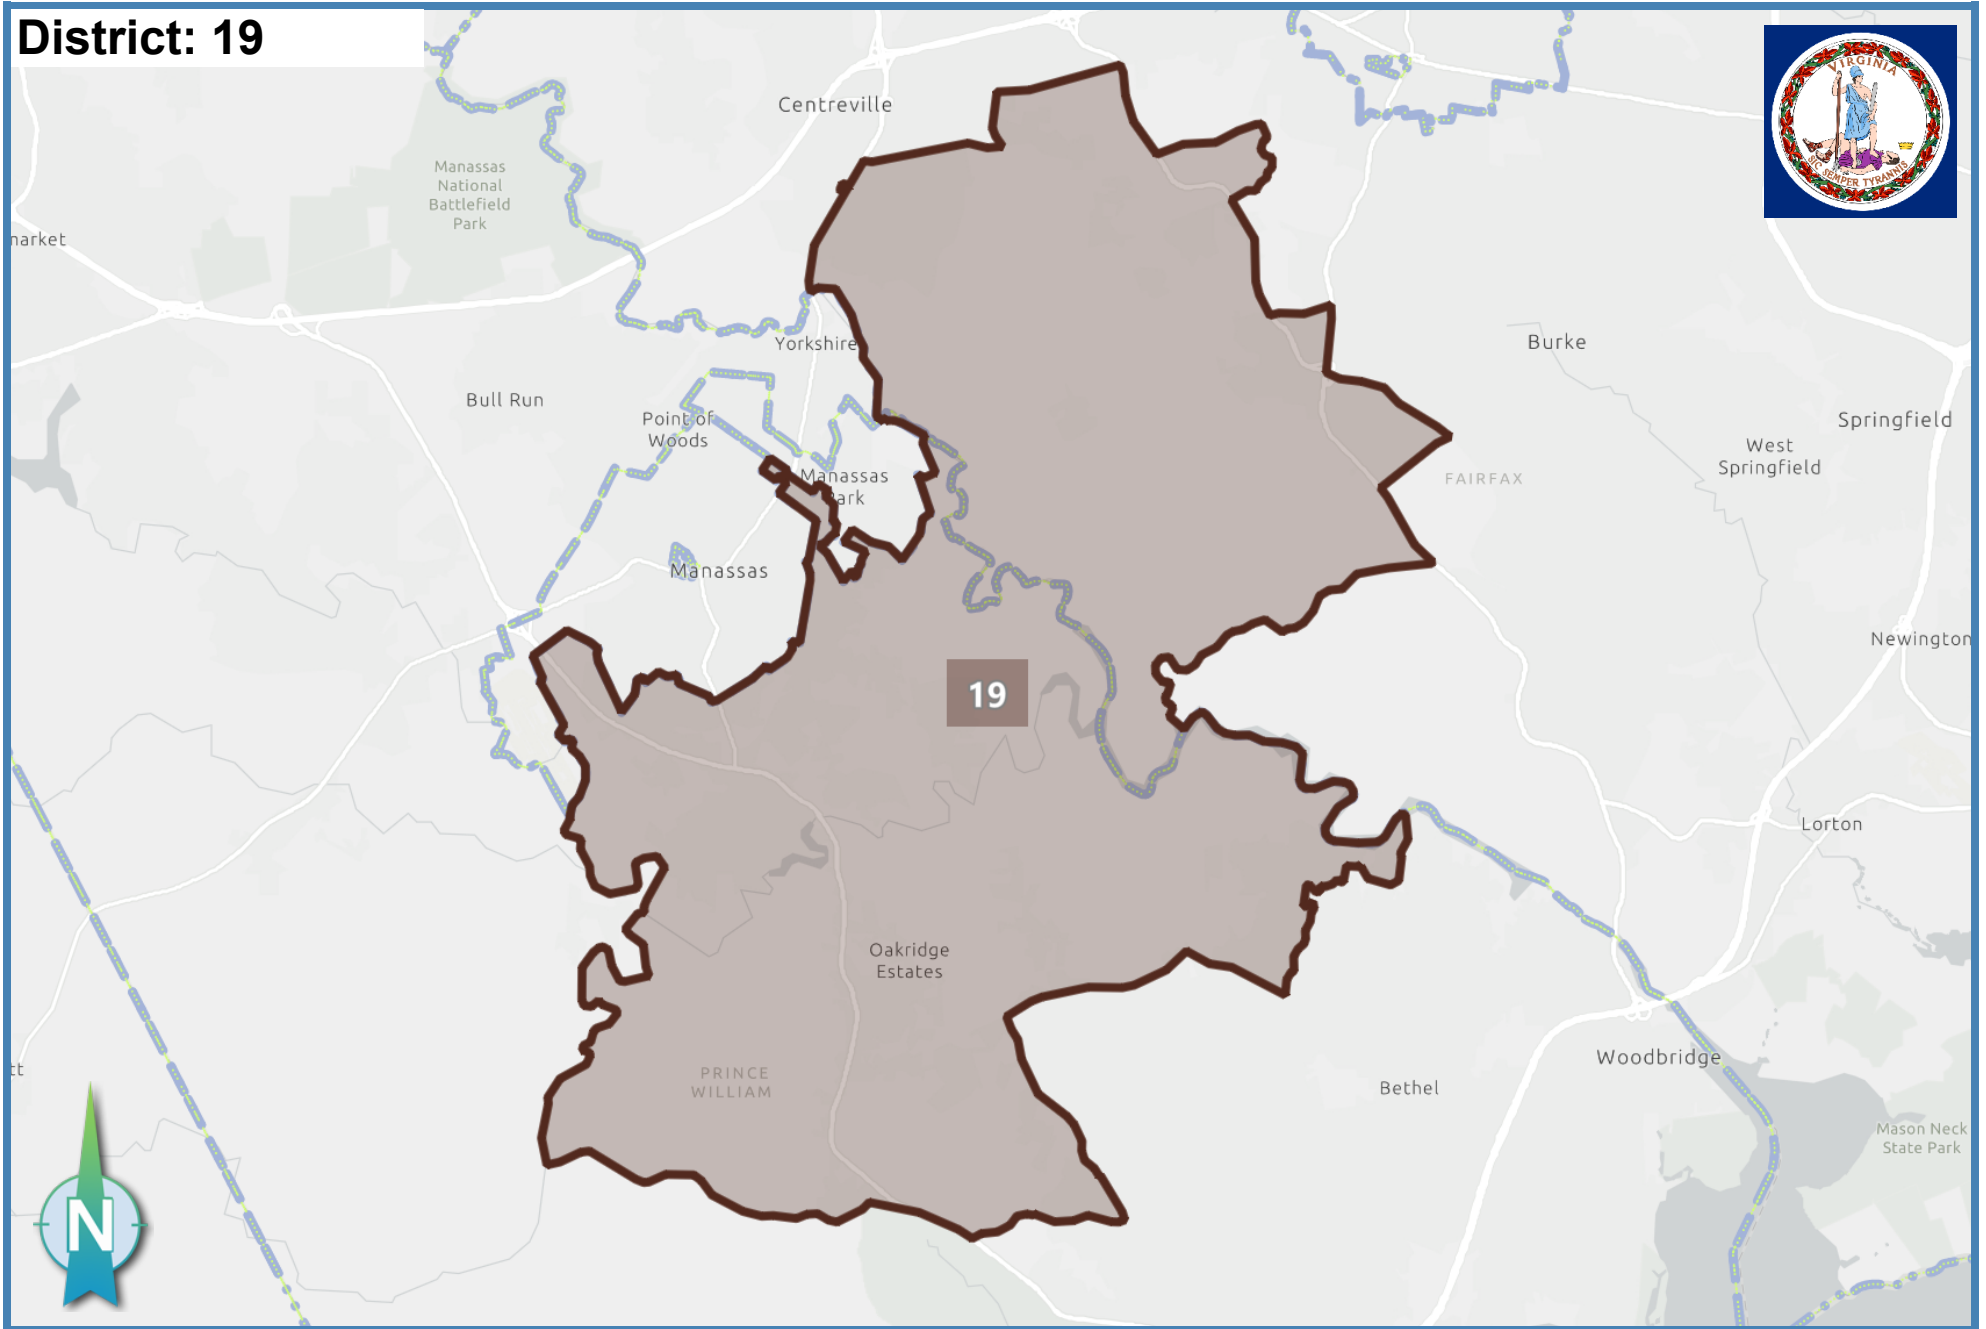 District: 19
VIRGINIA
SIC SEMPER TYRANNIS
Centreville
Manassas
National
Battlefield
Park
market
Yorkshire
Burke
Bull Run
Point of
Woods
Springfield
West
Springfield
Manassas
Park
FAIRFAX
Manassas
Newington
19
Lorton
Oakridge
Estates
Woodbridge
PRINCE
WILLIAM
Bethel
tt
Mason Neck
State Park
N